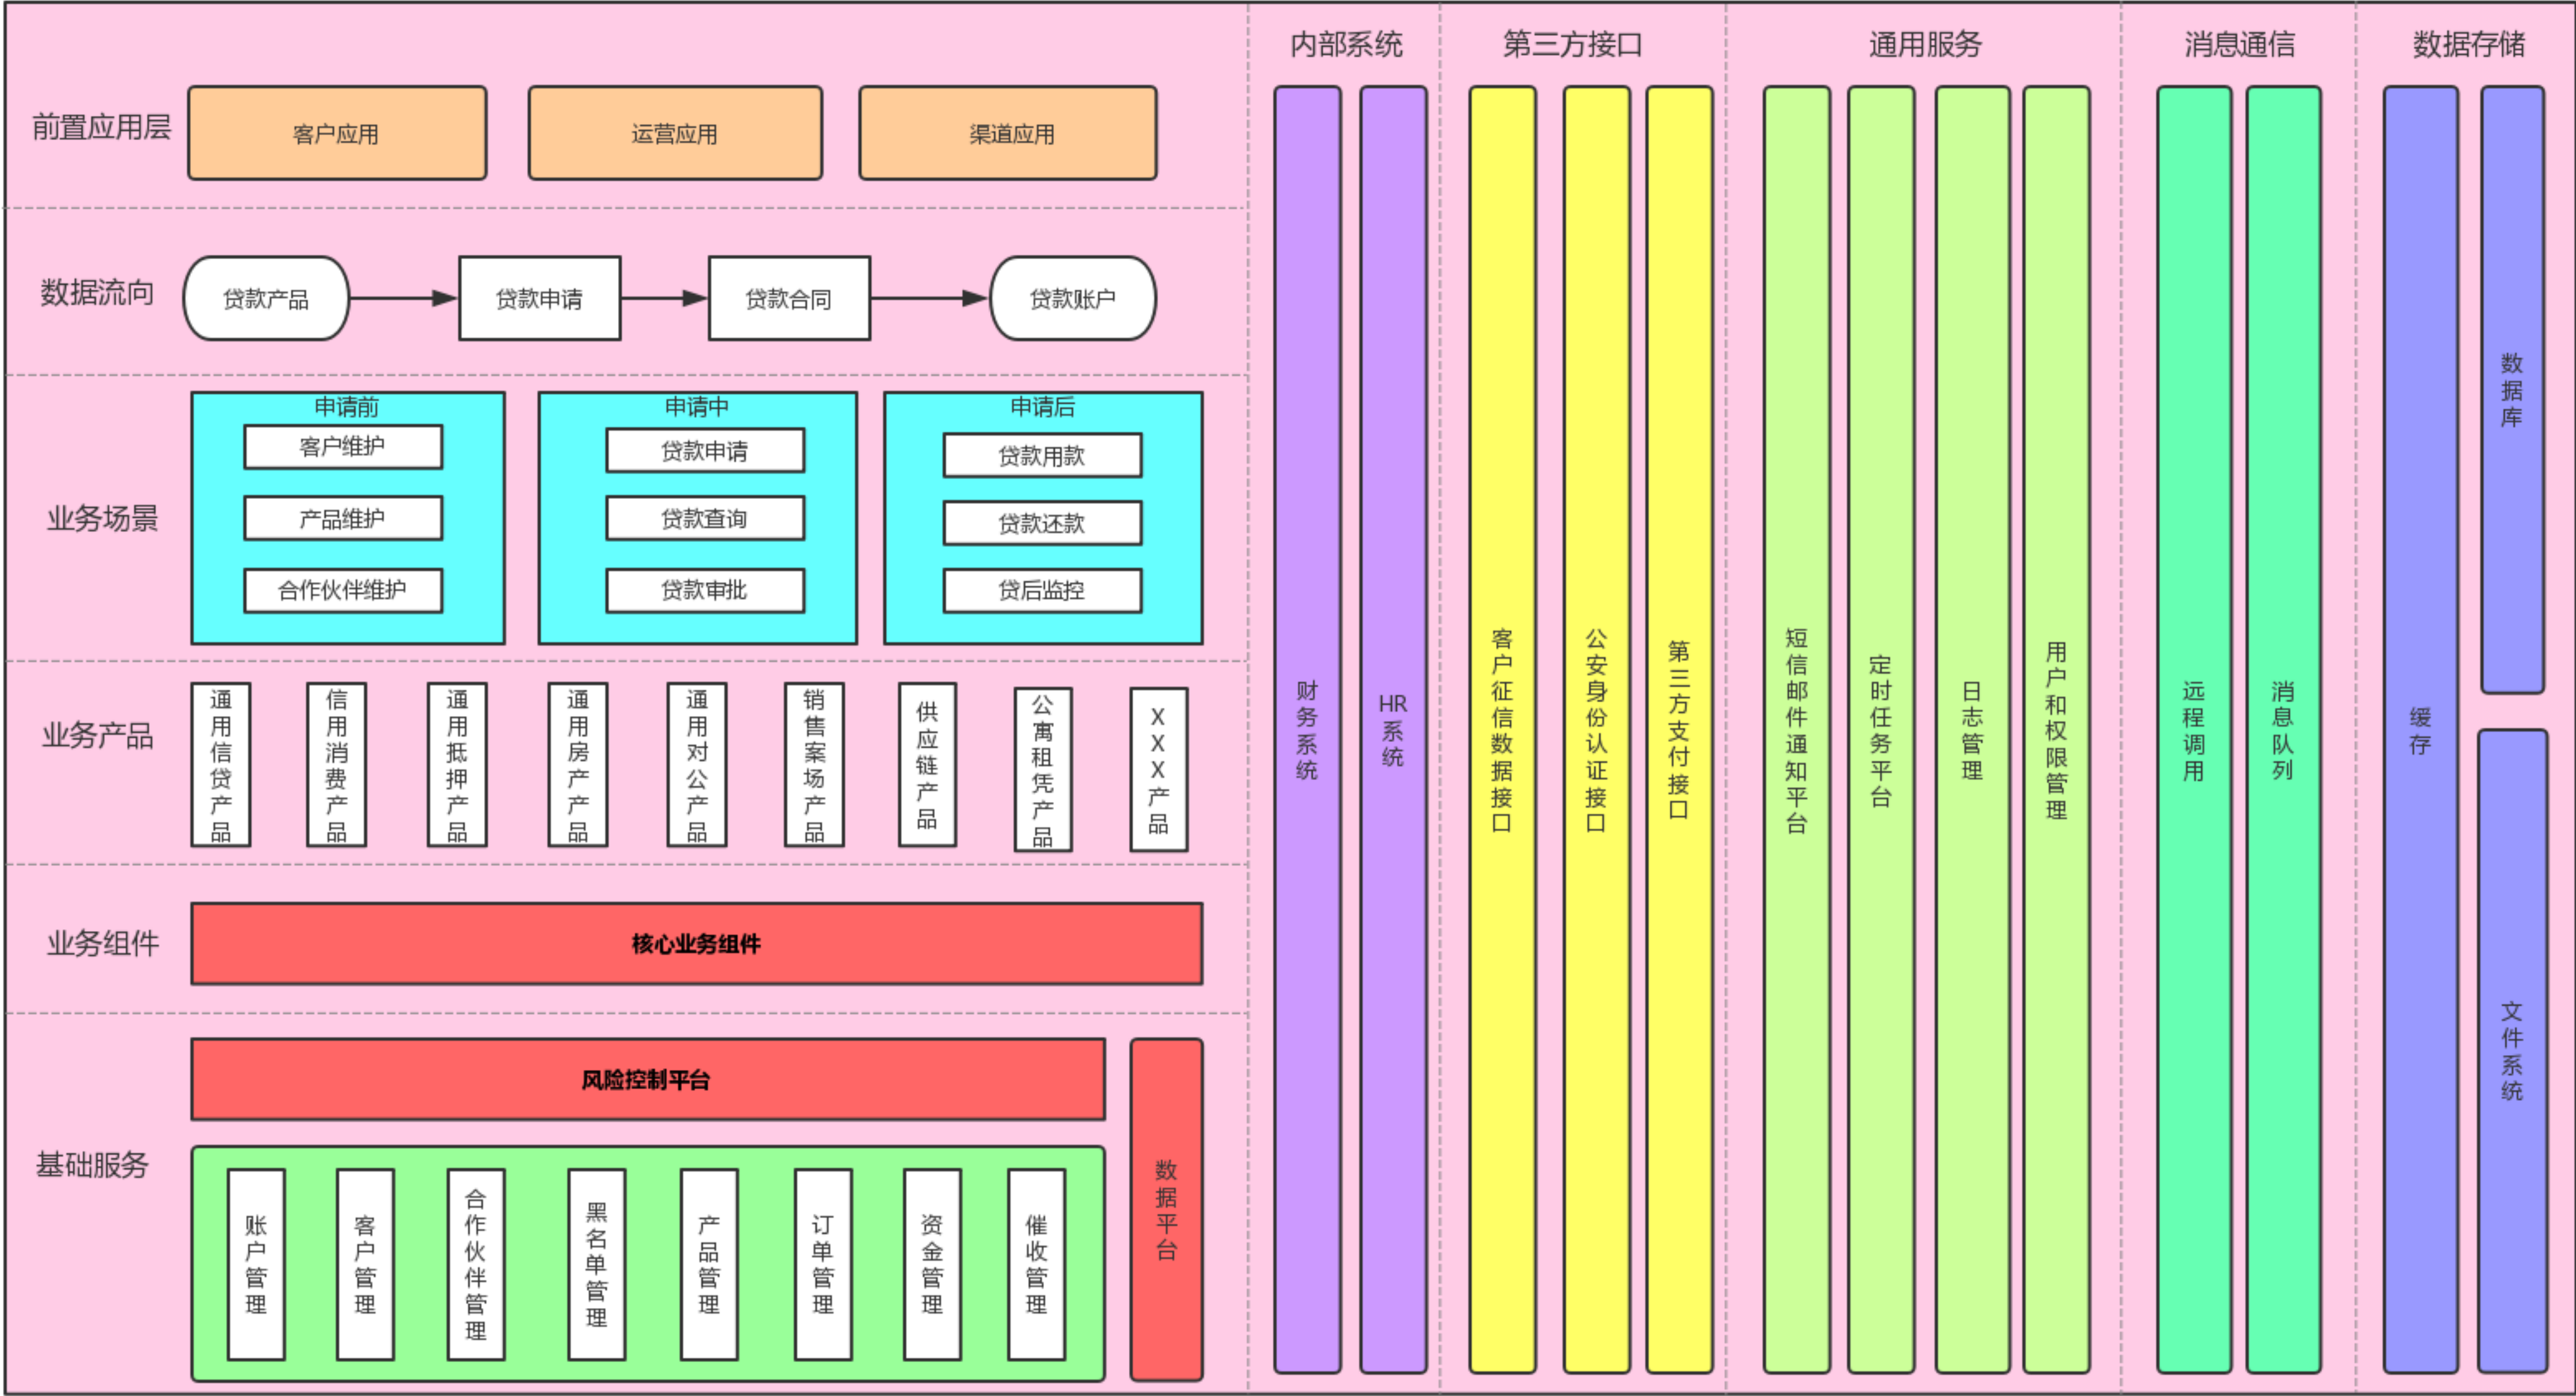 内部系统
第三方接口
通用服务
消息通信
数据存储
前置应用层
客户应用
运营应用
渠道应用
数据流向
贷款产品
贷款申请
贷款合同
贷款账户
业务场景
申请前
客户维护
产品维护
合作伙伴维护
申请中
贷款申请
贷款查询
贷款审批
申请后
贷款用款
贷款还款
贷后监控
业务产品
通用信贷产品
信用消费产品
通用抵押产品
通用房产产品
通用对公产品
销售案场产品
供应链产品
公寓租凭产品
XXX产品
业务组件
核心业务组件
基础服务
风险控制平台
账户管理
客户管理
合作伙伴管理
黑名单管理
产品管理
订单管理
资金管理
催收管理
数据平台
财务系统
HR系统
客户征信数据接口
公安身份认证接口
第三方支付接口
短信邮件通知平台
定时任务平台
日志管理
用户和权限管理
远程调用
消息队列
缓存
数据库
文件系统